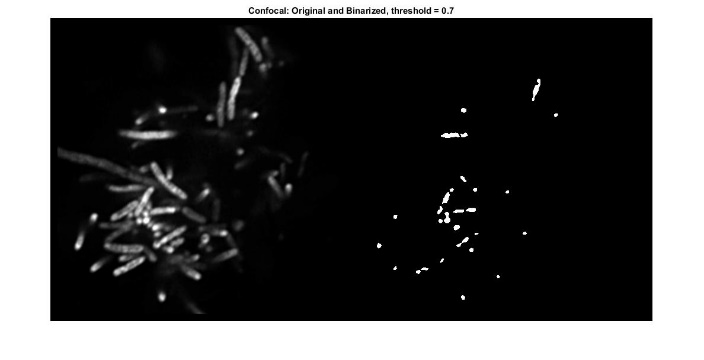 Confocal: Original and Binarized, threshold = 0.7